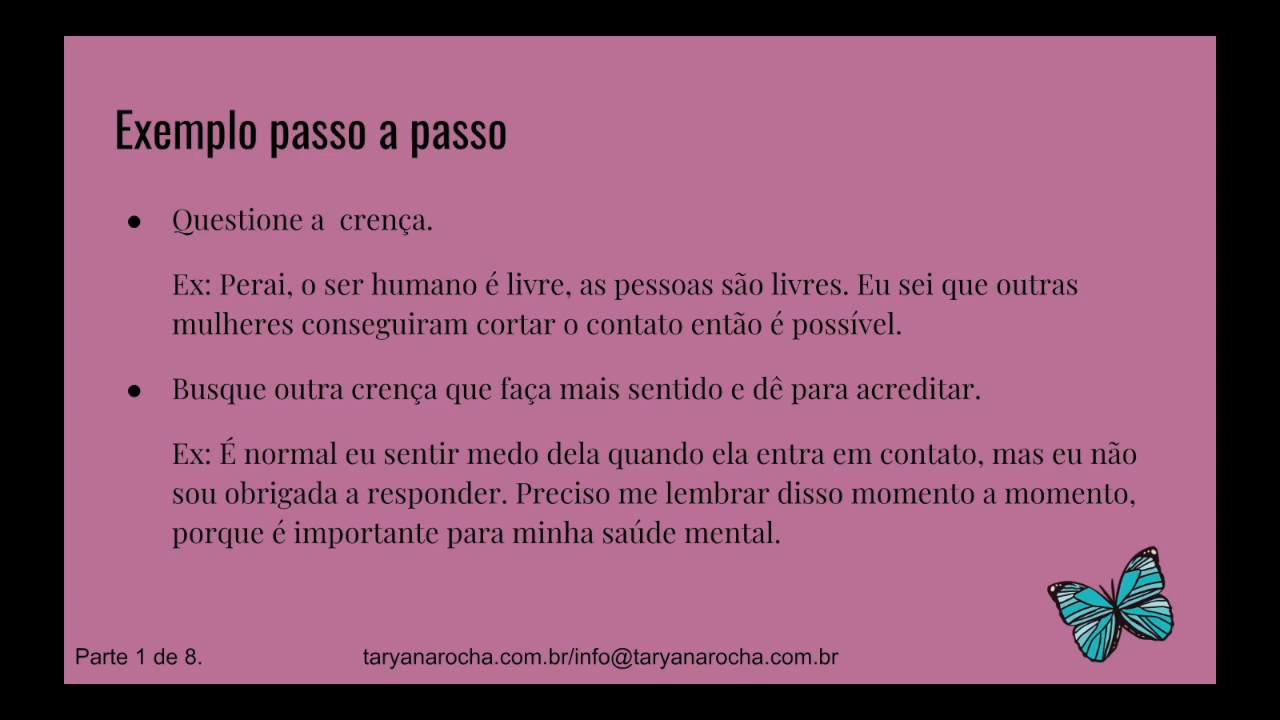 Exemplo passo a passo
● Questione a  crença.
Ex: Perai, o ser humano é livre, as pessoas são livres. Eu sei que outras
mulheres conseguiram cortar o contato então é possível.
● Busque outra crença que faça mais sentido e dê para acreditar.
Ex: É normal eu sentir medo dela quando ela entra em contato, mas eu não
sou obrigada a responder. Preciso me lembrar disso momento a momento,
porque é importante para minha saúde mental.
Parte 1 de 8.
taryanarocha.com.br/info@taryanarocha.com.br